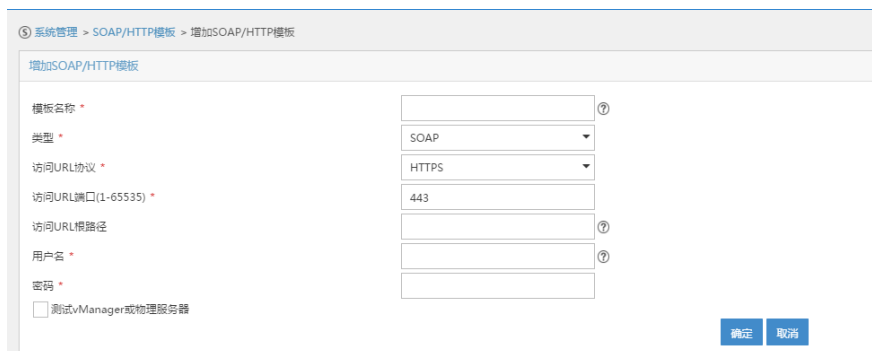 系统管理 > SOAP/HTTP模板 > 增加SOAP/HTTP模板
增加SOAP/HTTP模板
模板名称 *
类型 * SOAP
访问URL协议 * HTTPS
访问URL端口(1-65535) * 443
访问URL根路径
用户名 *
密码 *
测试vManager或物理服务器
确定 取消